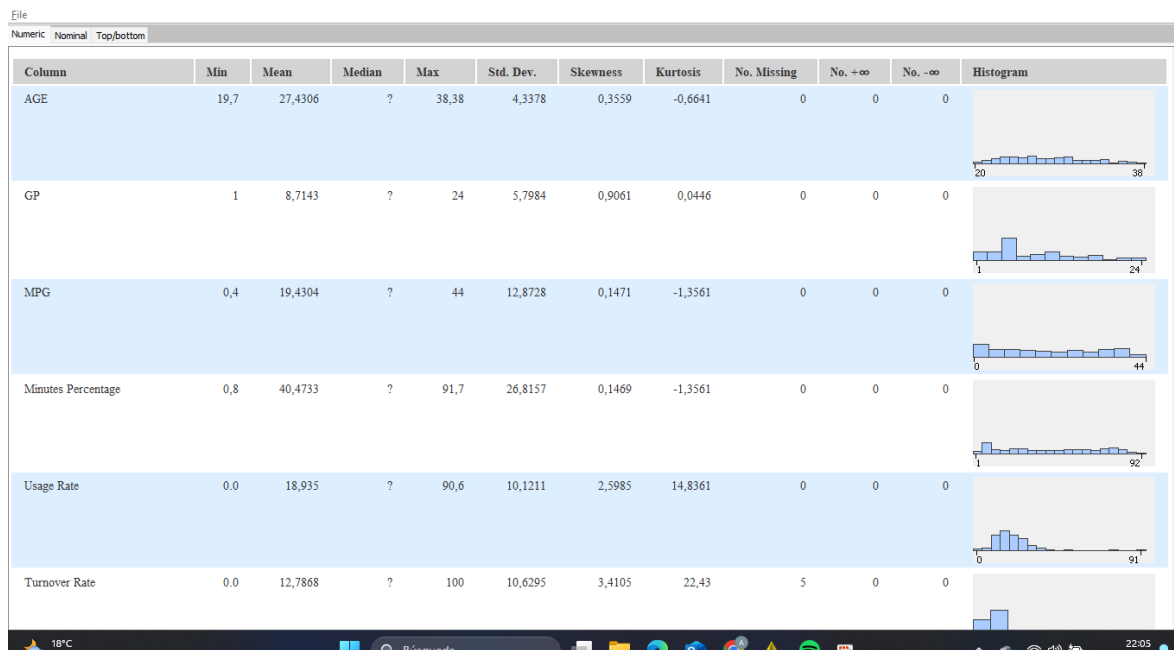 File
Numeric Nominal Top/bottom
Column Min Mean Median Max Std. Dev. Skewness Kurtosis No. Missing No. +∞ No. -∞ Histogram
AGE 19,7 27,4306 ? 38,38 4,3378 0,3559 -0,6641 0 0 0
20 38
GP 1 8,7143 ? 24 5,7984 0,9061 0,0446 0 0 0
1 24
MPG 0,4 19,4304 ? 44 12,8728 0,1471 -1,3561 0 0 0
0 44
Minutes Percentage 0,8 40,4733 ? 91,7 26,8157 0,1469 -1,3561 0 0 0
1 92
Usage Rate 0.0 18,935 ? 90,6 10,1211 2,5985 14,8361 0 0 0
0 91
Turnover Rate 0.0 12,7868 ? 100 10,6295 3,4105 22,43 5 0 0
18°C Búsqueda 22:05